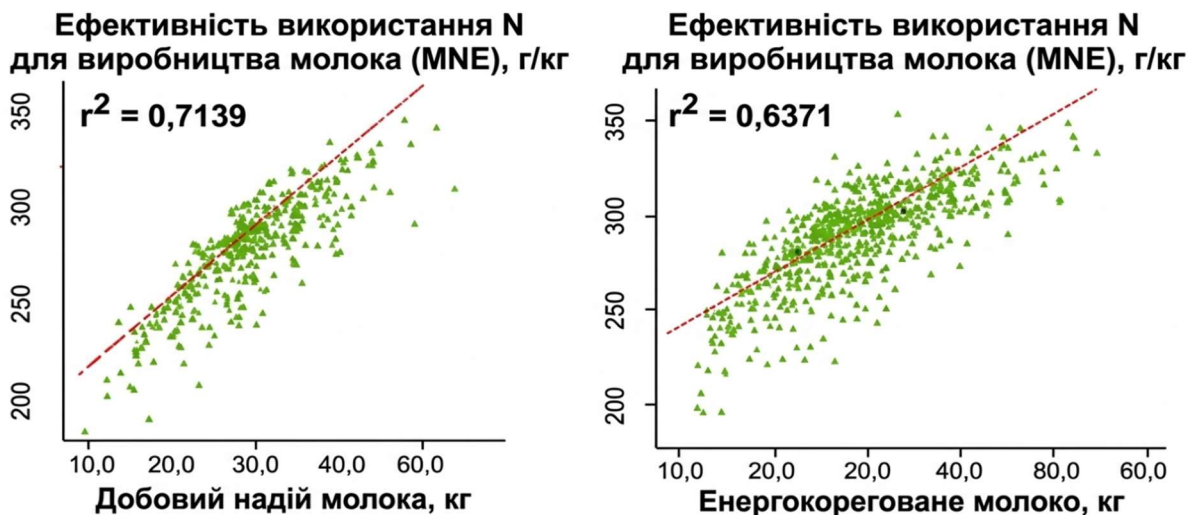 Ефективність використання N
для виробництва молока (MNE), г/кг
r² = 0,7139
350
300
250
200
10,0 20,0 30,0 40,0 60,0
Добовий надій молока, кг
Ефективність використання N
для виробництва молока (MNE), г/кг
r² = 0,6371
350
300
250
200
10,0 20,0 20,0 40,0 80,0 60,0
Енергокореговане молоко, кг